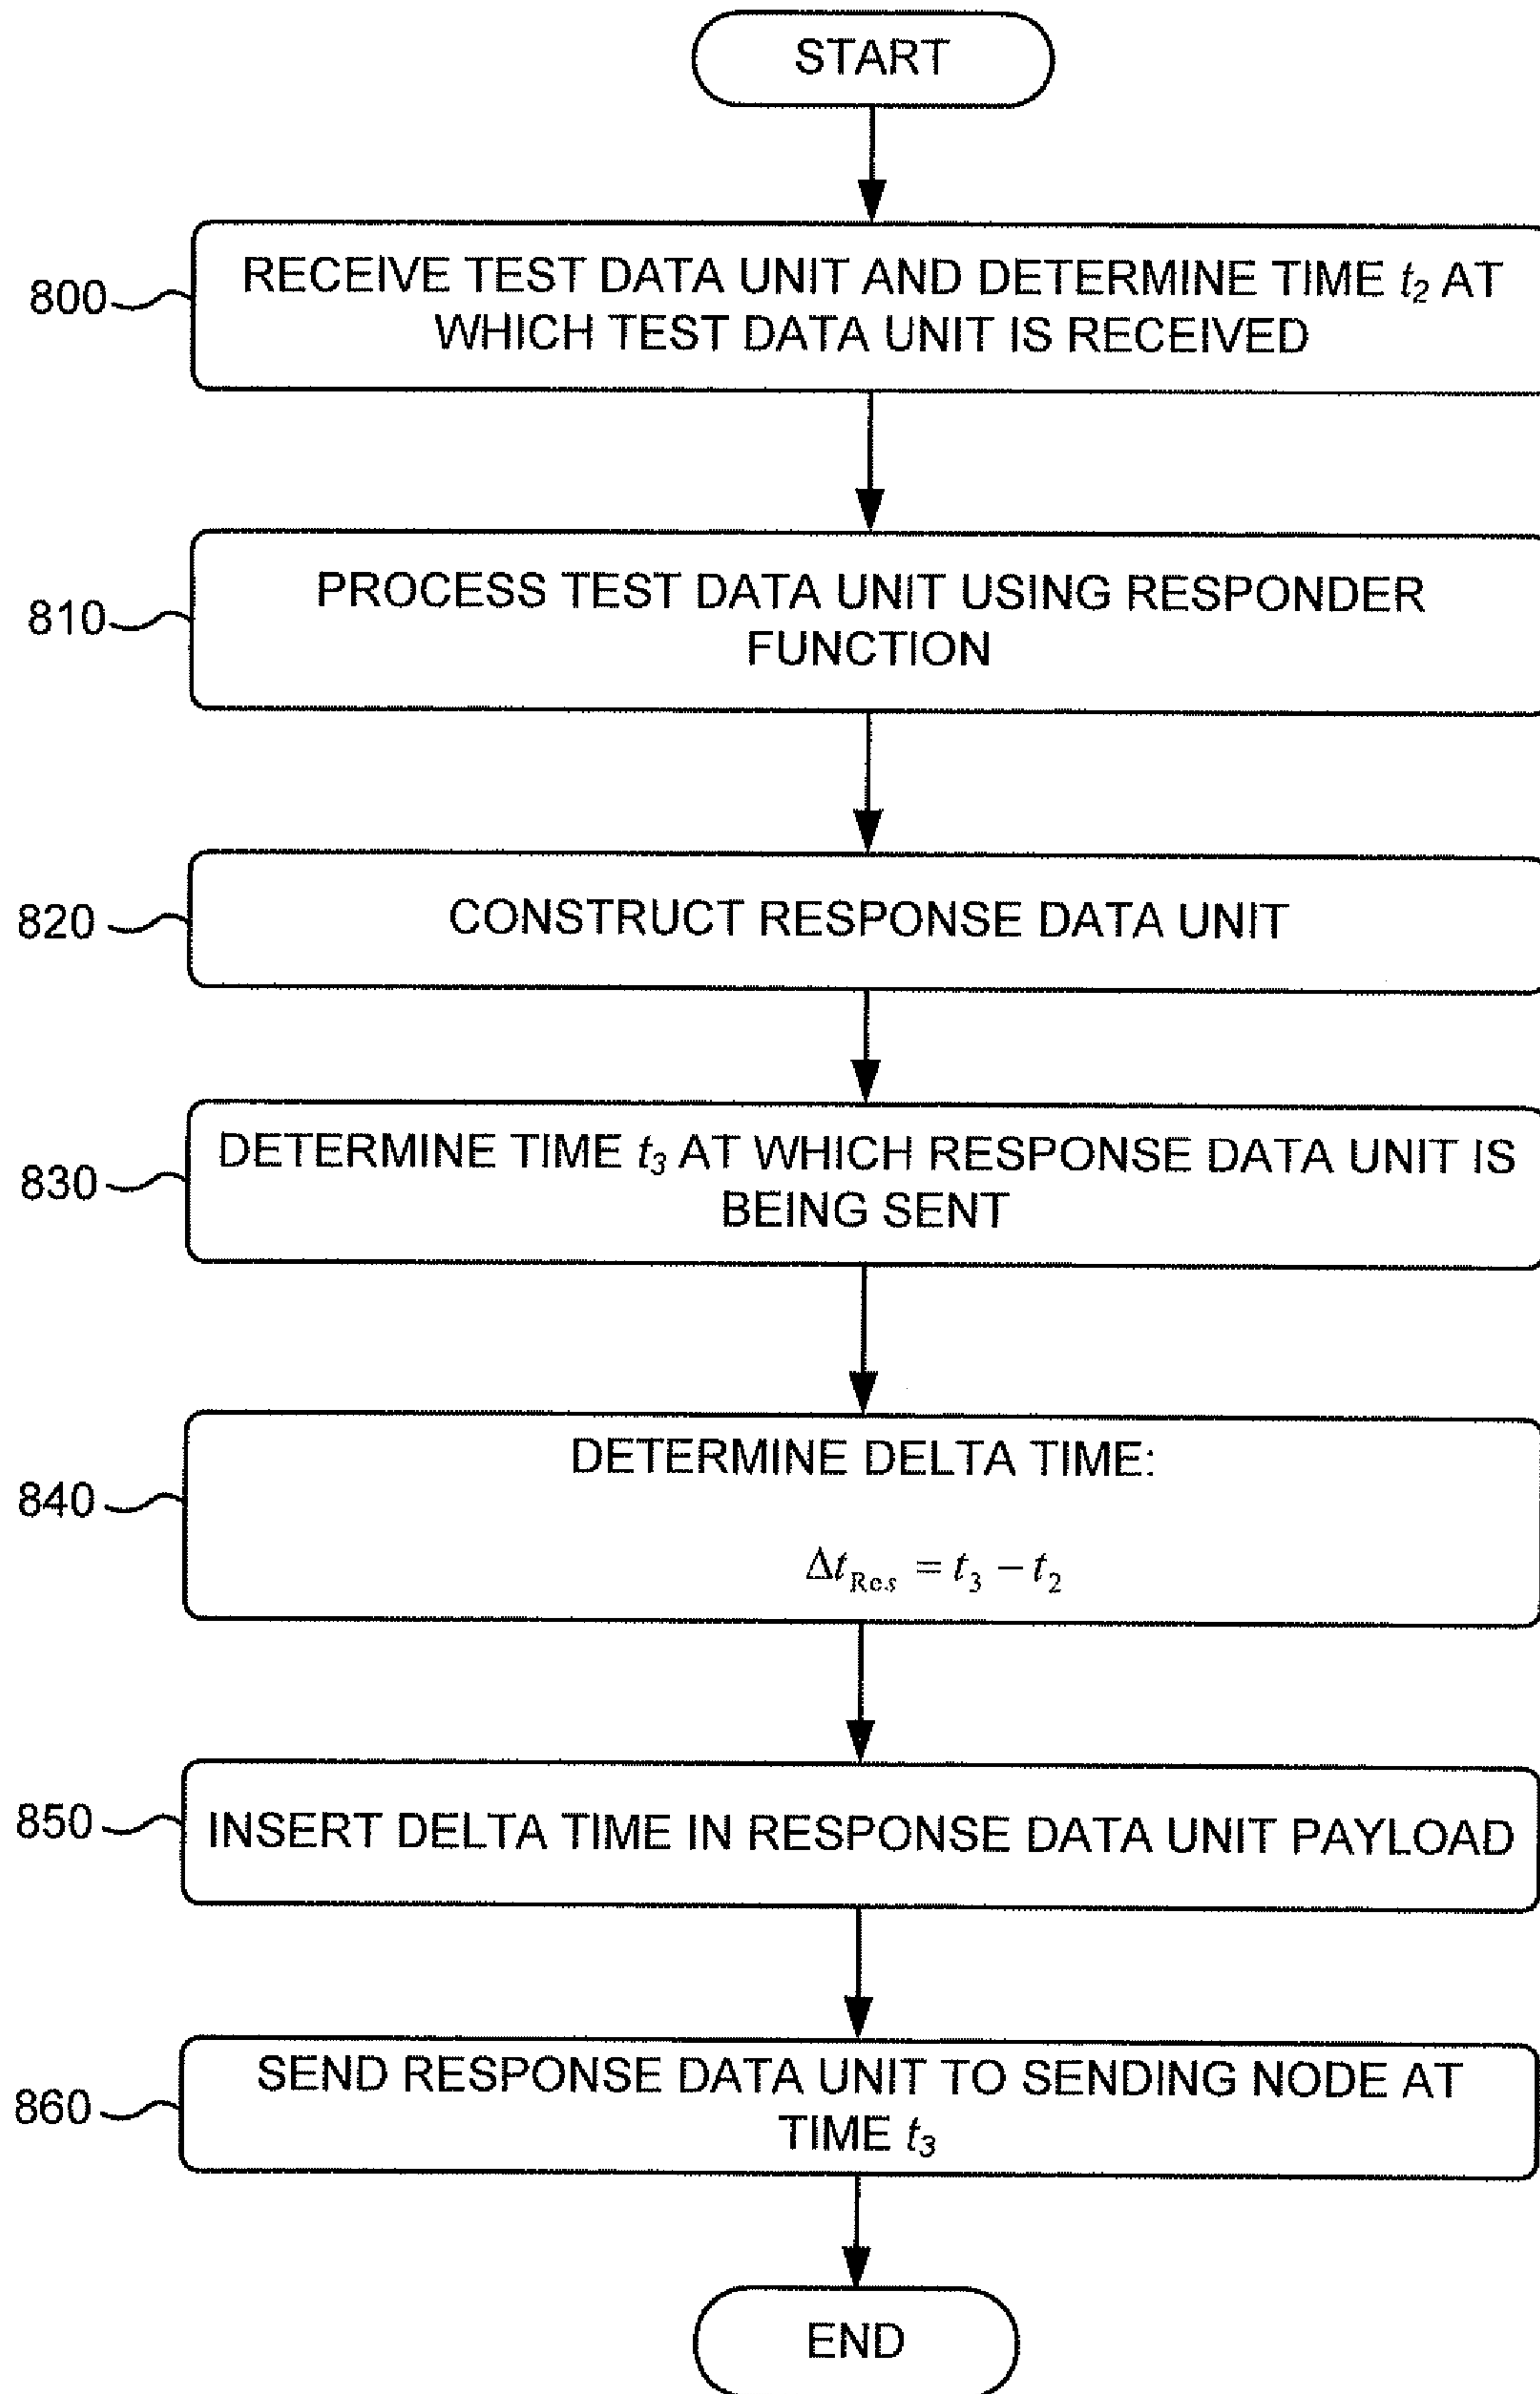 START
800
RECEIVE TEST DATA UNIT AND DETERMINE TIME t₂ AT
WHICH TEST DATA UNIT IS RECEIVED
810
PROCESS TEST DATA UNIT USING RESPONDER
FUNCTION
820
CONSTRUCT RESPONSE DATA UNIT
830
DETERMINE TIME t₃ AT WHICH RESPONSE DATA UNIT IS
BEING SENT
840
DETERMINE DELTA TIME:
Δt_Res = t₃ − t₂
850
INSERT DELTA TIME IN RESPONSE DATA UNIT PAYLOAD
860
SEND RESPONSE DATA UNIT TO SENDING NODE AT
TIME t₃
END